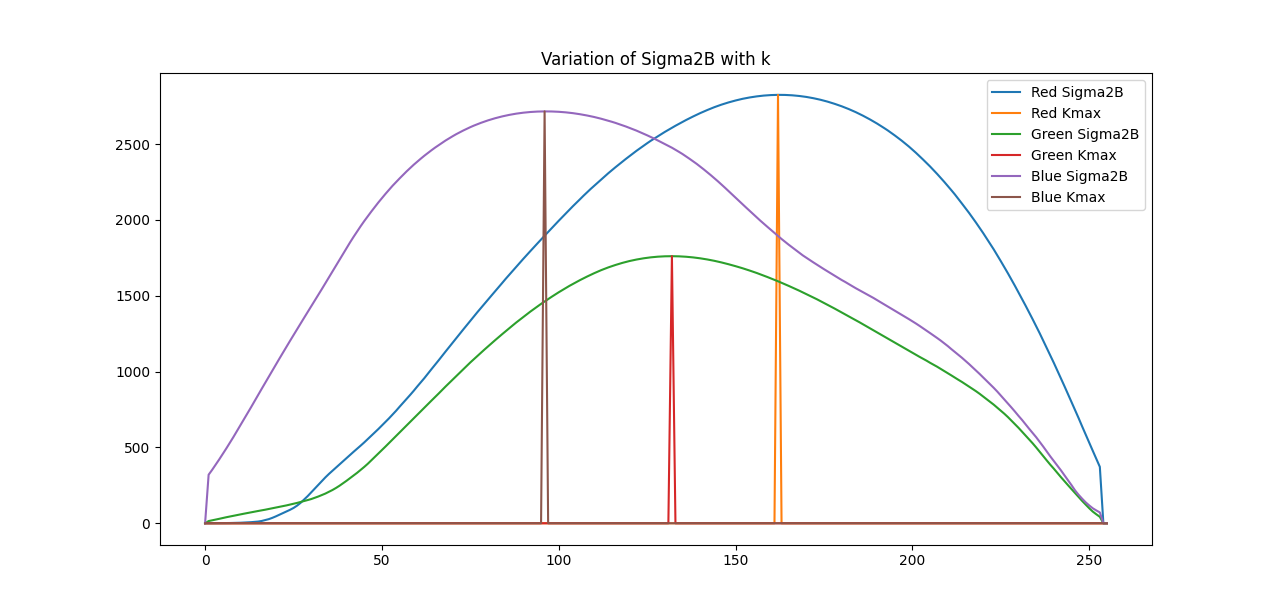 Variation of Sigma2B with k
Red Sigma2B
Red Kmax
Green Sigma2B
Green Kmax
Blue Sigma2B
Blue Kmax
2500
2000
1500
1000
500
0
0 50 100 150 200 250